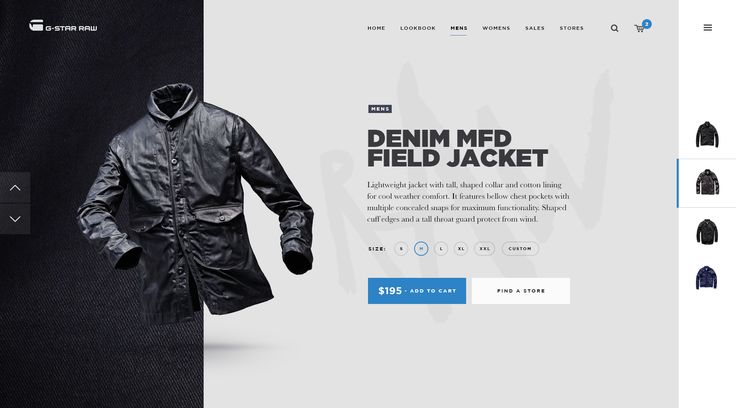 G-STAR RAW
HOME LOOKBOOK MENS WOMENS SALES STORES
2
MENS
DENIM MFD
FIELD JACKET
RAW
Lightweight jacket with tall, shaped collar and cotton lining
for cool weather comfort. It features bellow chest pockets with
multiple concealed snaps for maximum functionality. Shaped
cuff edges and a tall throat guard protect from wind.
SIZE: S M L XL XXL CUSTOM
$195 - ADD TO CART
FIND A STORE